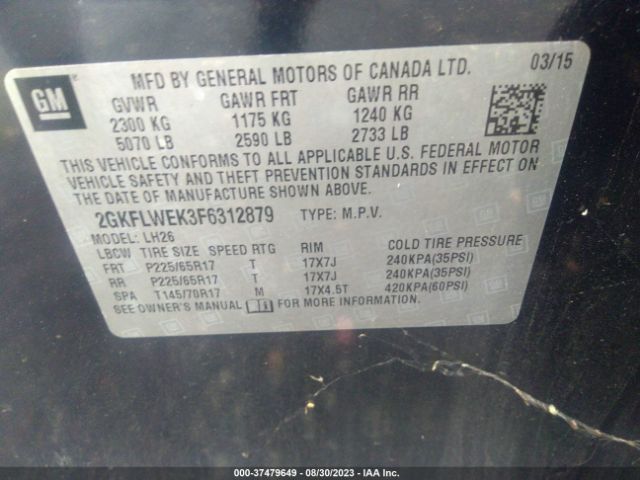 MFD BY GENERAL MOTORS OF CANADA LTD. 03/15
GM
GVWR GAWR FRT GAWR RR
2300 KG 1175 KG 1240 KG
5070 LB 2590 LB 2733 LB
THIS VEHICLE CONFORMS TO ALL APPLICABLE U.S. FEDERAL MOTOR
VEHICLE SAFETY AND THEFT PREVENTION STANDARDS IN EFFECT ON
THE DATE OF MANUFACTURE SHOWN ABOVE.
2GKFLWEK3F6312879 TYPE: M.P.V.
MODEL: LH26
LBCW TIRE SIZE SPEED RTG RIM COLD TIRE PRESSURE
FRT P225/65R17 T 17X7J 240KPA(35PSI)
RR P225/65R17 T 17X7J 240KPA(35PSI)
SPA T145/70R17 M 17X4.5T 420KPA(60PSI)
SEE OWNER'S MANUAL FOR MORE INFORMATION.
000-37479649 - 08/30/2023 - IAA Inc.